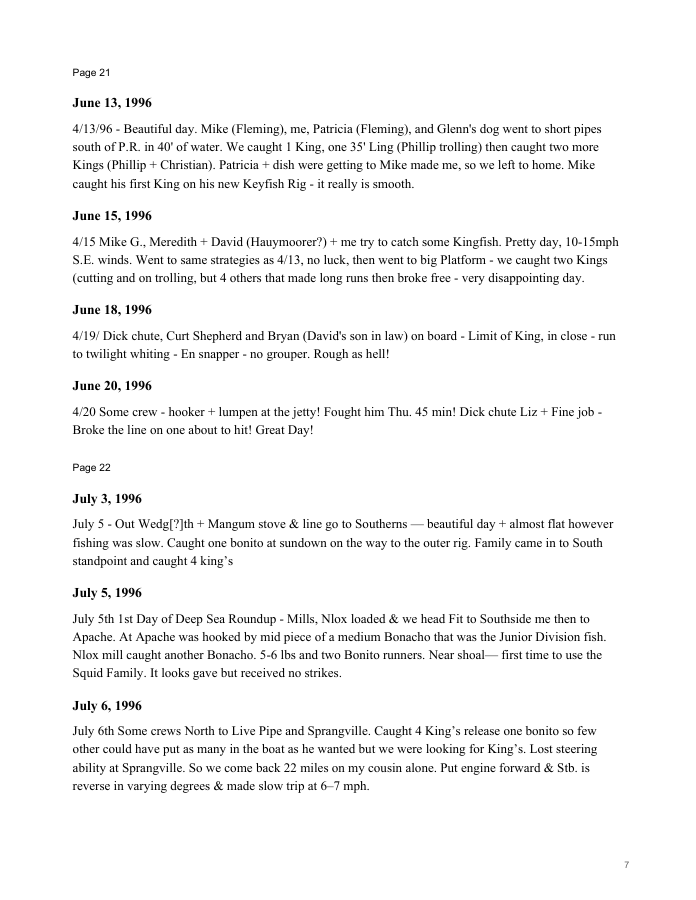 Page 21
June 13, 1996
4/13/96 - Beautiful day. Mike (Fleming), me, Patricia (Fleming), and Glenn's dog went to short pipes
south of P.R. in 40' of water. We caught 1 King, one 35' Ling (Phillip trolling) then caught two more
Kings (Phillip + Christian). Patricia + dish were getting to Mike made me, so we left to home. Mike
caught his first King on his new Keyfish Rig - it really is smooth.
June 15, 1996
4/15 Mike G., Meredith + David (Hauymoorer?) + me try to catch some Kingfish. Pretty day, 10-15mph
S.E. winds. Went to same strategies as 4/13, no luck, then went to big Platform - we caught two Kings
(cutting and on trolling, but 4 others that made long runs then broke free - very disappointing day.
June 18, 1996
4/19/ Dick chute, Curt Shepherd and Bryan (David's son in law) on board - Limit of King, in close - run
to twilight whiting - En snapper - no grouper. Rough as hell!
June 20, 1996
4/20 Some crew - hooker + lumpen at the jetty! Fought him Thu. 45 min! Dick chute Liz + Fine job -
Broke the line on one about to hit! Great Day!
Page 22
July 3, 1996
July 5 - Out Wedg[?]th + Mangum stove & line go to Southerns — beautiful day + almost flat however
fishing was slow. Caught one bonito at sundown on the way to the outer rig. Family came in to South
standpoint and caught 4 king’s
July 5, 1996
July 5th 1st Day of Deep Sea Roundup - Mills, Nlox loaded & we head Fit to Southside me then to
Apache. At Apache was hooked by mid piece of a medium Bonacho that was the Junior Division fish.
Nlox mill caught another Bonacho. 5-6 lbs and two Bonito runners. Near shoal— first time to use the
Squid Family. It looks gave but received no strikes.
July 6, 1996
July 6th Some crews North to Live Pipe and Sprangville. Caught 4 King’s release one bonito so few
other could have put as many in the boat as he wanted but we were looking for King’s. Lost steering
ability at Sprangville. So we come back 22 miles on my cousin alone. Put engine forward & Stb. is
reverse in varying degrees & made slow trip at 6–7 mph.
7